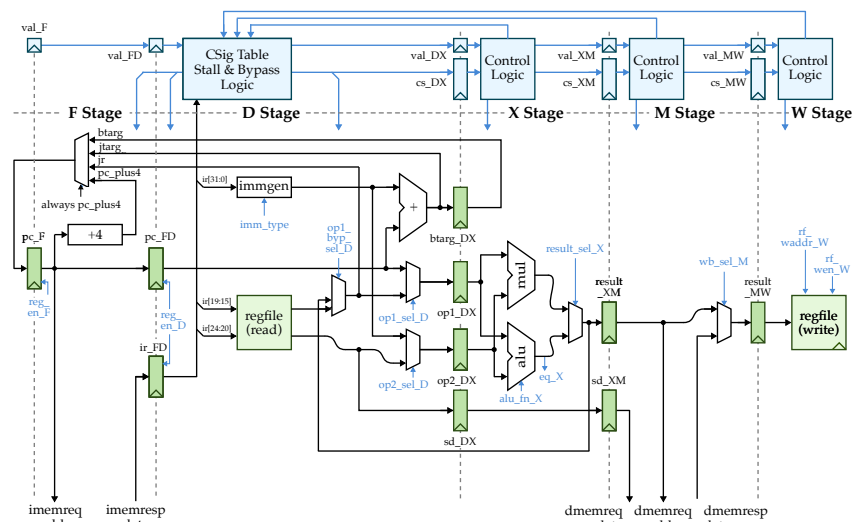 val_F
val_FD
CSig Table
Stall & Bypass
Logic
val_DX
cs_DX
Control
Logic
val_XM
cs_XM
Control
Logic
val_MW
cs_MW
Control
Logic
F Stage
D Stage
X Stage
M Stage
W Stage
btarg
jtarg
jr
pc_plus4
always pc_plus4
ir[31:0]
immgen
imm_type
+
btarg_DX
pc_F
+4
pc_FD
op1_
byp_
sel_D
result_sel_X
wb_sel_M
rf_
waddr_W
rf_
wen_W
reg_
en_F
reg_
en_D
ir[19:15]
ir[24:20]
regfile
(read)
op1_sel_D
op1_DX
mul
result
_XM
result
_MW
regfile
(write)
ir_FD
op2_sel_D
op2_DX
alu
eq_X
alu_fn_X
sd_DX
sd_XM
imemreq
imemresp
dmemreq
dmemreq
dmemresp